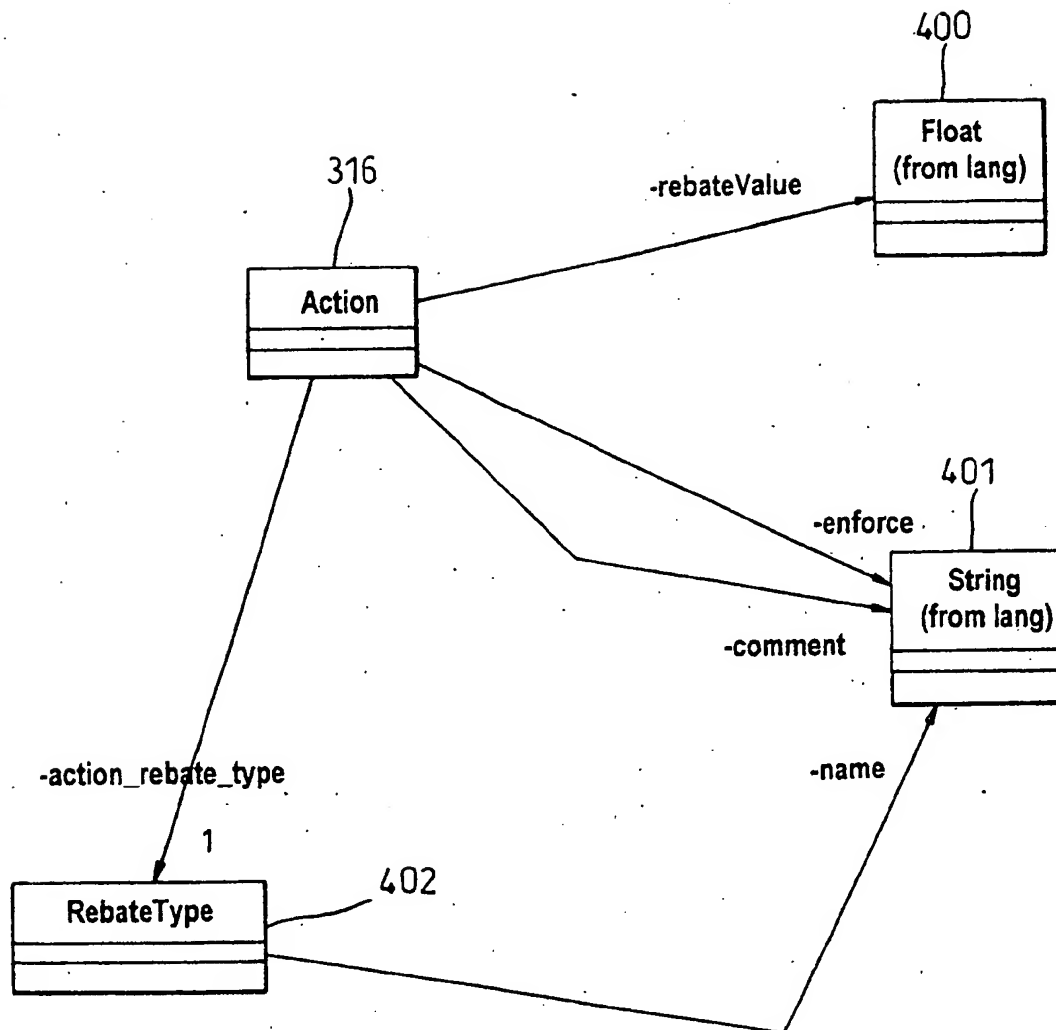 400
Float
(from lang)
316
-rebateValue
Action
401
-enforce
String
(from lang)
-comment
-name
-action_rebate_type
1
402
RebateType